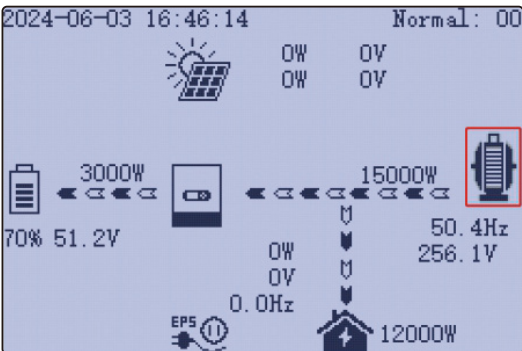 2024-06-03 16:46:14 Normal: 00
0W 0V
0W 0V
3000W 15000W
70% 51.2V
50.4Hz
256.1V
0W
0V
0.0Hz
EPS
12000W